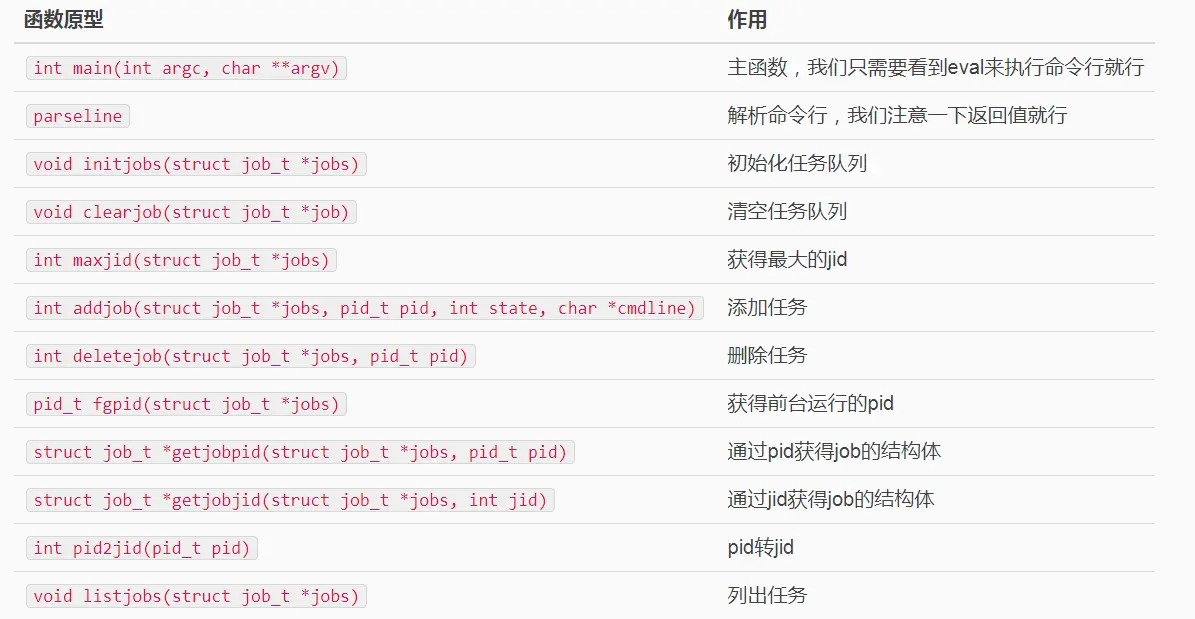 函数原型 作用
int main(int argc, char **argv) 主函数，我们只需要看到eval来执行命令行就行
parseline 解析命令行，我们注意一下返回值就行
void initjobs(struct job_t *jobs) 初始化任务队列
void clearjob(struct job_t *job) 清空任务队列
int maxjid(struct job_t *jobs) 获得最大的jid
int addjob(struct job_t *jobs, pid_t pid, int state, char *cmdline) 添加任务
int deletejob(struct job_t *jobs, pid_t pid) 删除任务
pid_t fgpid(struct job_t *jobs) 获得前台运行的pid
struct job_t *getjobpid(struct job_t *jobs, pid_t pid) 通过pid获得job的结构体
struct job_t *getjobjid(struct job_t *jobs, int jid) 通过jid获得job的结构体
int pid2jid(pid_t pid) pid转jid
void listjobs(struct job_t *jobs) 列出任务